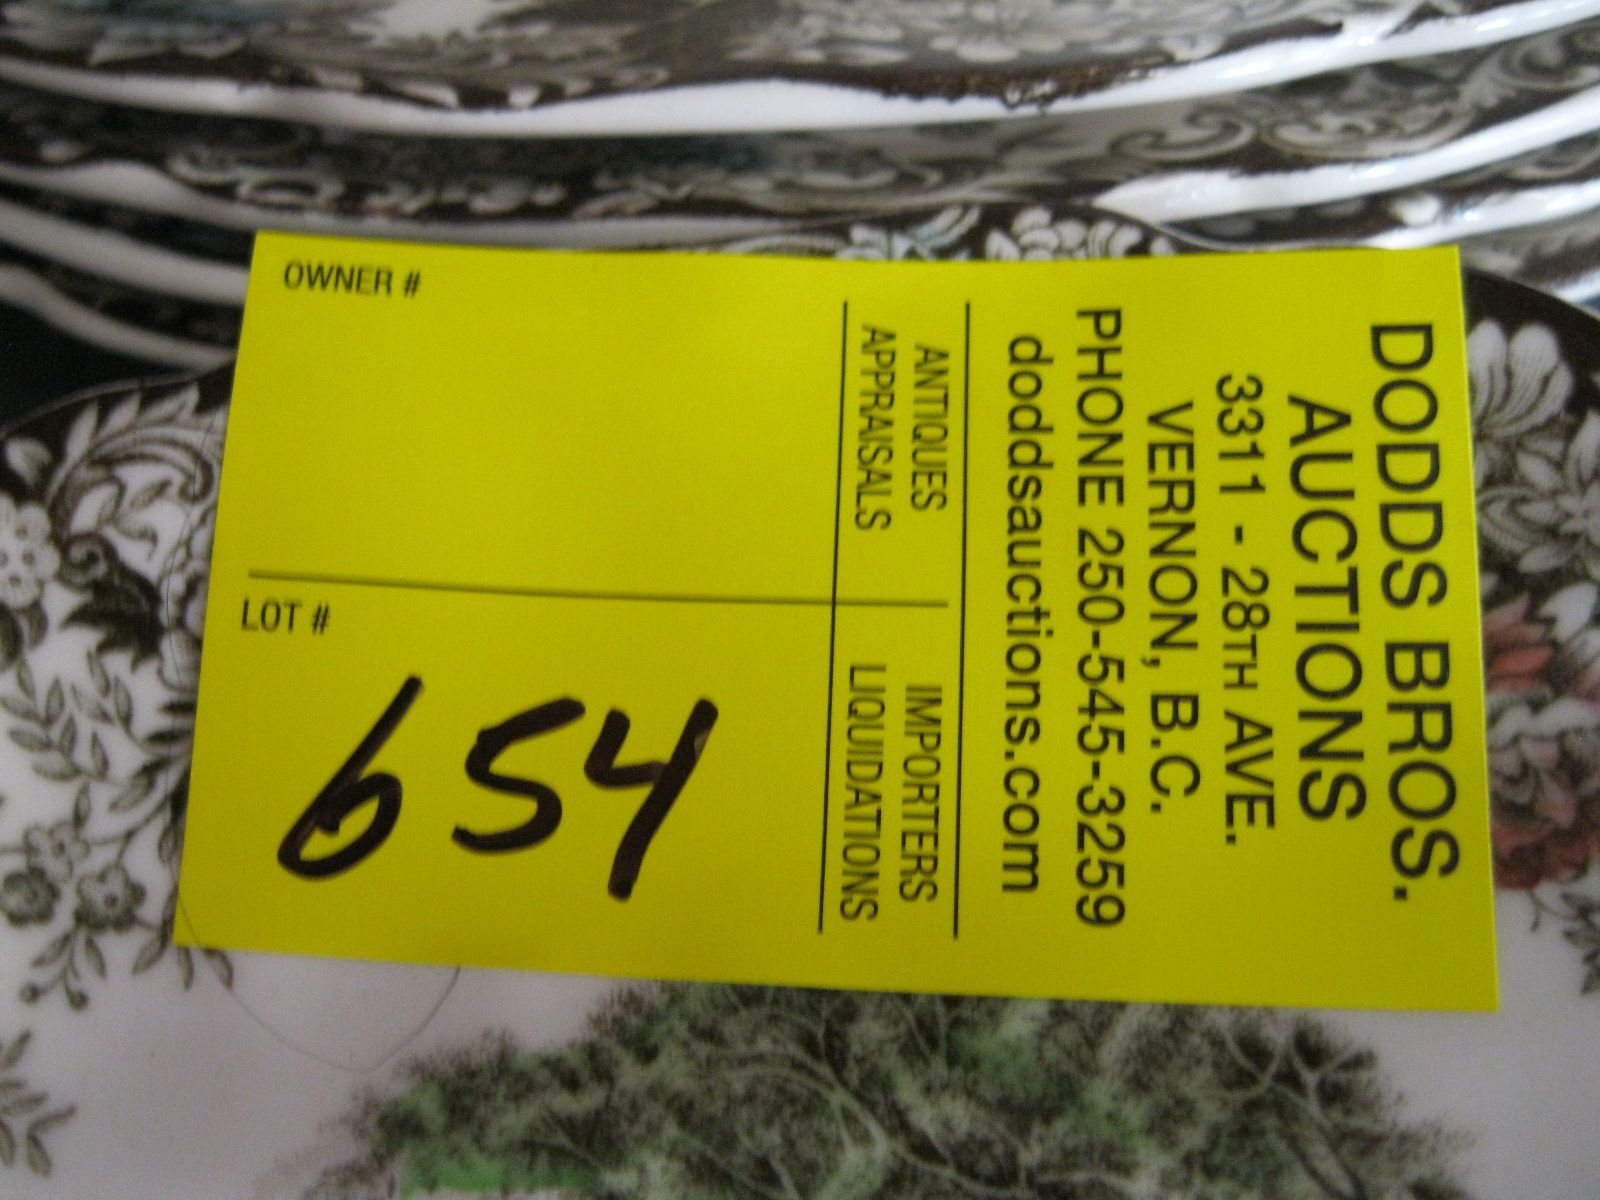 DODDS BROS.
AUCTIONS
3311 - 28TH AVE.
VERNON, B.C.
PHONE 250-545-3259
doddsauctions.com
ANTIQUES
APPRAISALS
IMPORTERS
LIQUIDATIONS
OWNER #
LOT #
654